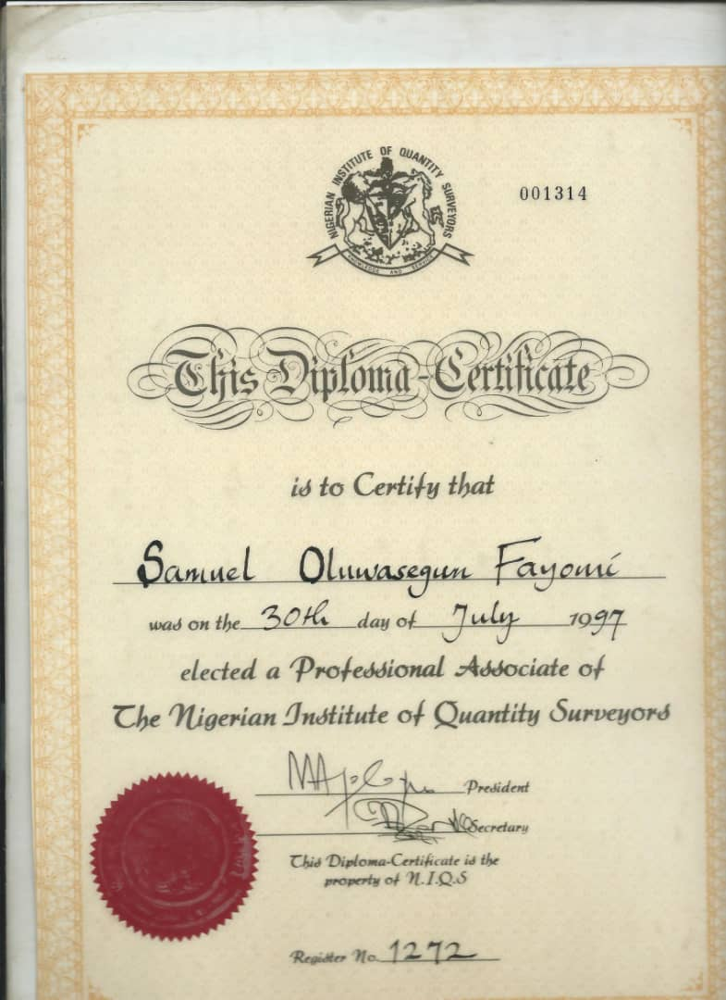 NIGERIAN INSTITUTE OF QUANTITY SURVEYORS
001314
KNOWLEDGE AND SERVICE
This Diploma-Certificate
is to Certify that
Samuel Oluwasegun Fayomi
was on the 30th day of July 1997
elected a Professional Associate of
The Nigerian Institute of Quantity Surveyors
President
Secretary
This Diploma-Certificate is the
property of N.I.Q.S
Register No. 1272